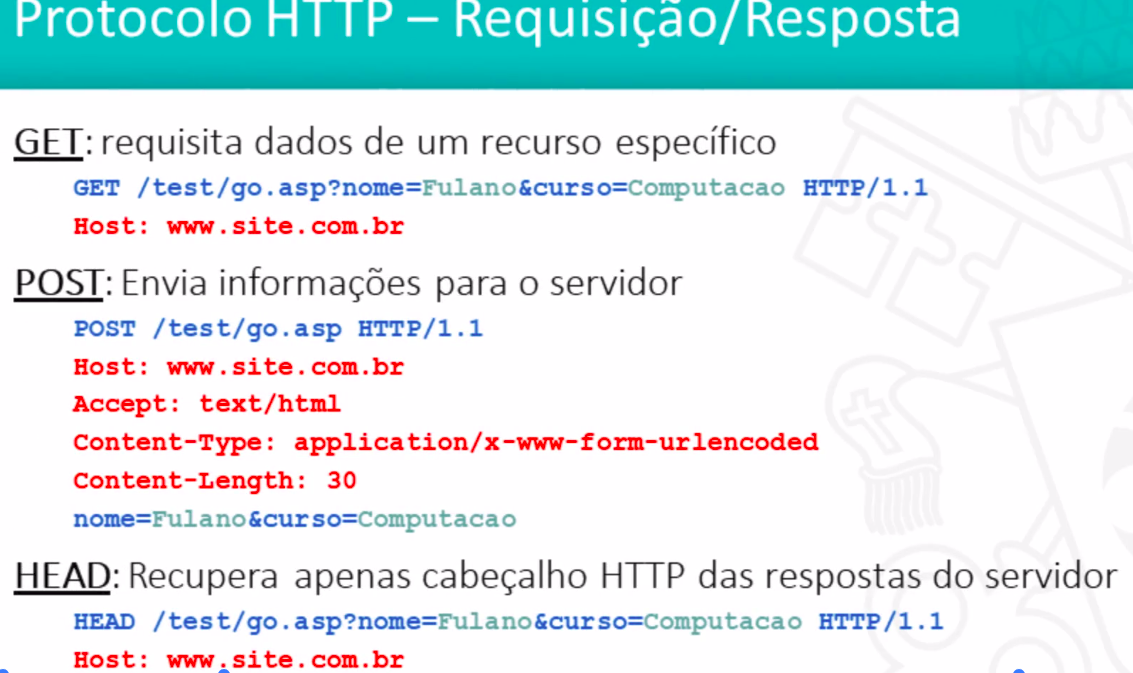 Protocolo HTTP – Requisição/Resposta
GET: requisita dados de um recurso específico
GET /test/go.asp?nome=Fulano&curso=Computacao HTTP/1.1
Host: www.site.com.br
POST: Envia informações para o servidor
POST /test/go.asp HTTP/1.1
Host: www.site.com.br
Accept: text/html
Content-Type: application/x-www-form-urlencoded
Content-Length: 30
nome=Fulano&curso=Computacao
HEAD: Recupera apenas cabeçalho HTTP das respostas do servidor
HEAD /test/go.asp?nome=Fulano&curso=Computacao HTTP/1.1
Host: www.site.com.br